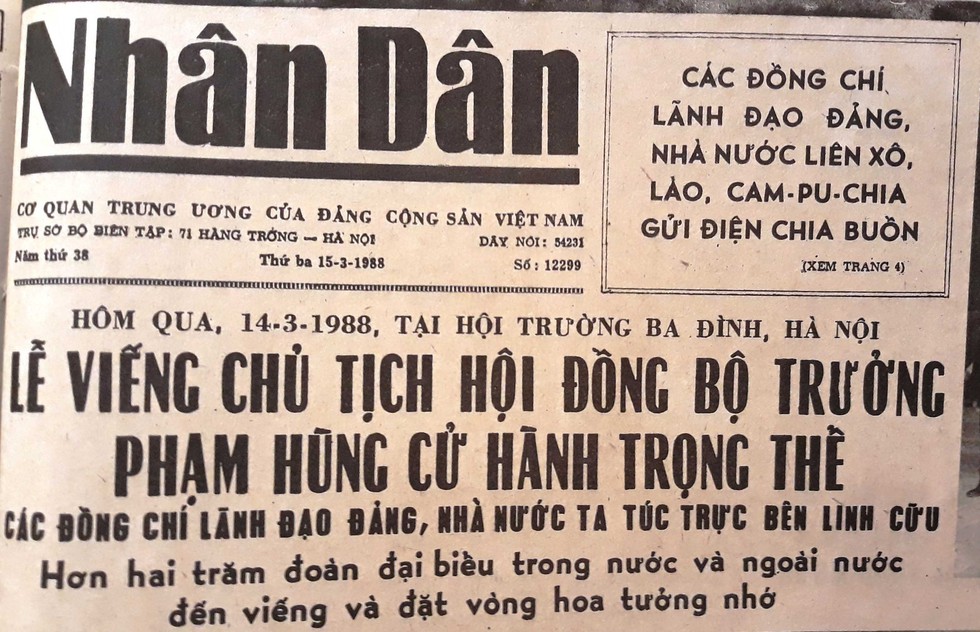 Nhân Dân
CƠ QUAN TRUNG ƯƠNG CỦA ĐẢNG CỘNG SẢN VIỆT NAM
TRỤ SỞ BỘ BIÊN TẬP: 71 HÀNG TRỐNG — HÀ NỘI DÂY NÓI: 54231
Năm thứ 38 Thứ ba 15-3-1988 Số: 12299
CÁC ĐỒNG CHÍ
LÃNH ĐẠO ĐẢNG,
NHÀ NƯỚC LIÊN XÔ,
LÀO, CAM-PU-CHIA
GỬI ĐIỆN CHIA BUỒN
(XEM TRANG 4)
HÔM QUA, 14-3-1988, TẠI HỘI TRƯỜNG BA ĐÌNH, HÀ NỘI
LỄ VIẾNG CHỦ TỊCH HỘI ĐỒNG BỘ TRƯỞNG
PHẠM HÙNG CỬ HÀNH TRỌNG THỂ
CÁC ĐỒNG CHÍ LÃNH ĐẠO ĐẢNG, NHÀ NƯỚC TA TÚC TRỰC BÊN LINH CỮU
Hơn hai trăm đoàn đại biểu trong nước và ngoài nước
đến viếng và đặt vòng hoa tưởng nhớ